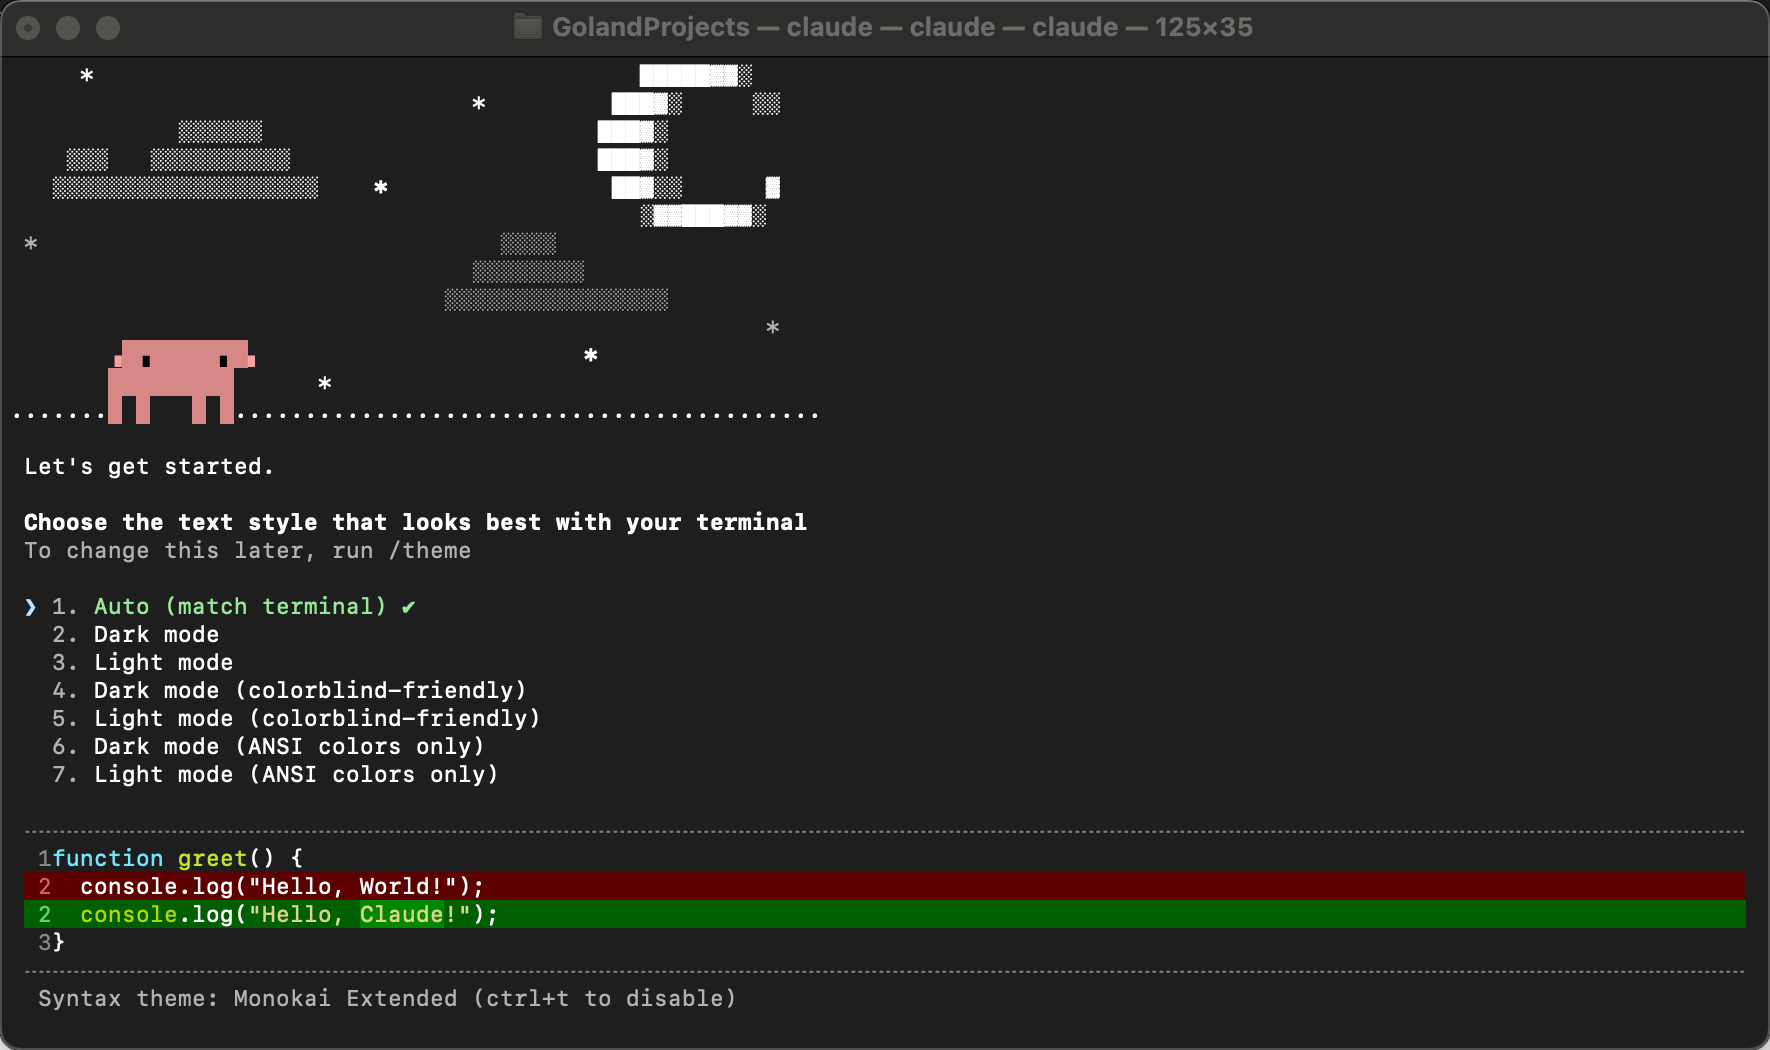 GolandProjects — claude — claude — claude — 125×35
Let's get started.
Choose the text style that looks best with your terminal
To change this later, run /theme
❯ 1. Auto (match terminal) ✔
2. Dark mode
3. Light mode
4. Dark mode (colorblind-friendly)
5. Light mode (colorblind-friendly)
6. Dark mode (ANSI colors only)
7. Light mode (ANSI colors only)
1function greet() {
2  console.log("Hello, World!");
2  console.log("Hello, Claude!");
3}
Syntax theme: Monokai Extended (ctrl+t to disable)